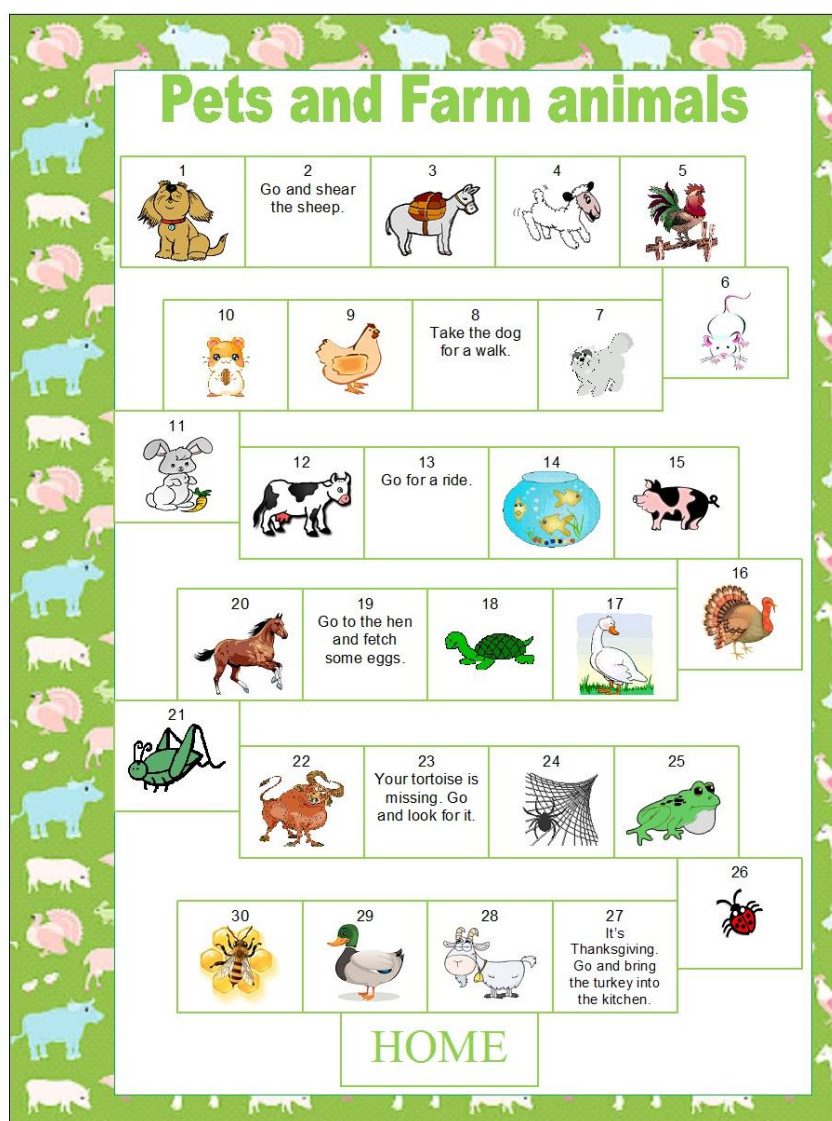 Pets and Farm animals
1
2
Go and shear
the sheep.
3
4
5
6
10
9
8
Take the dog
for a walk.
7
11
12
13
Go for a ride.
14
15
16
20
19
Go to the hen
and fetch
some eggs.
18
17
21
22
23
Your tortoise is
missing. Go
and look for it.
24
25
26
30
29
28
27
It's
Thanksgiving.
Go and bring
the turkey into
the kitchen.
HOME